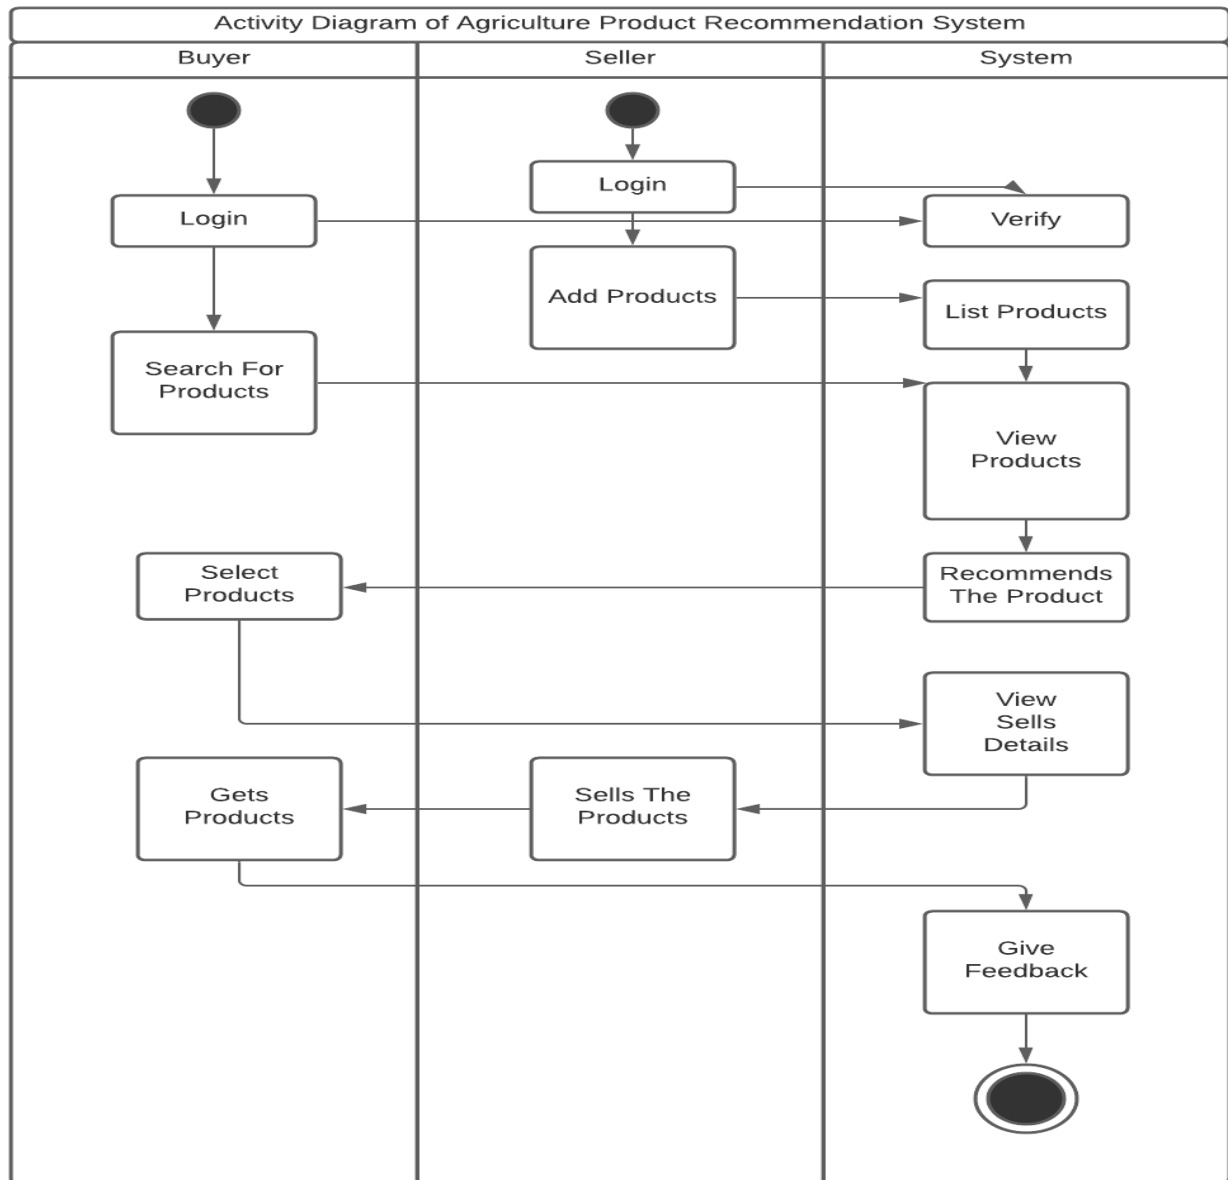 Activity Diagram of Agriculture Product Recommendation System
Buyer
Seller
System
Login
Login
Verify
Add Products
List Products
Search For
Products
View
Products
Select
Products
Recommends
The Product
View
Sells
Details
Gets
Products
Sells The
Products
Give
Feedback